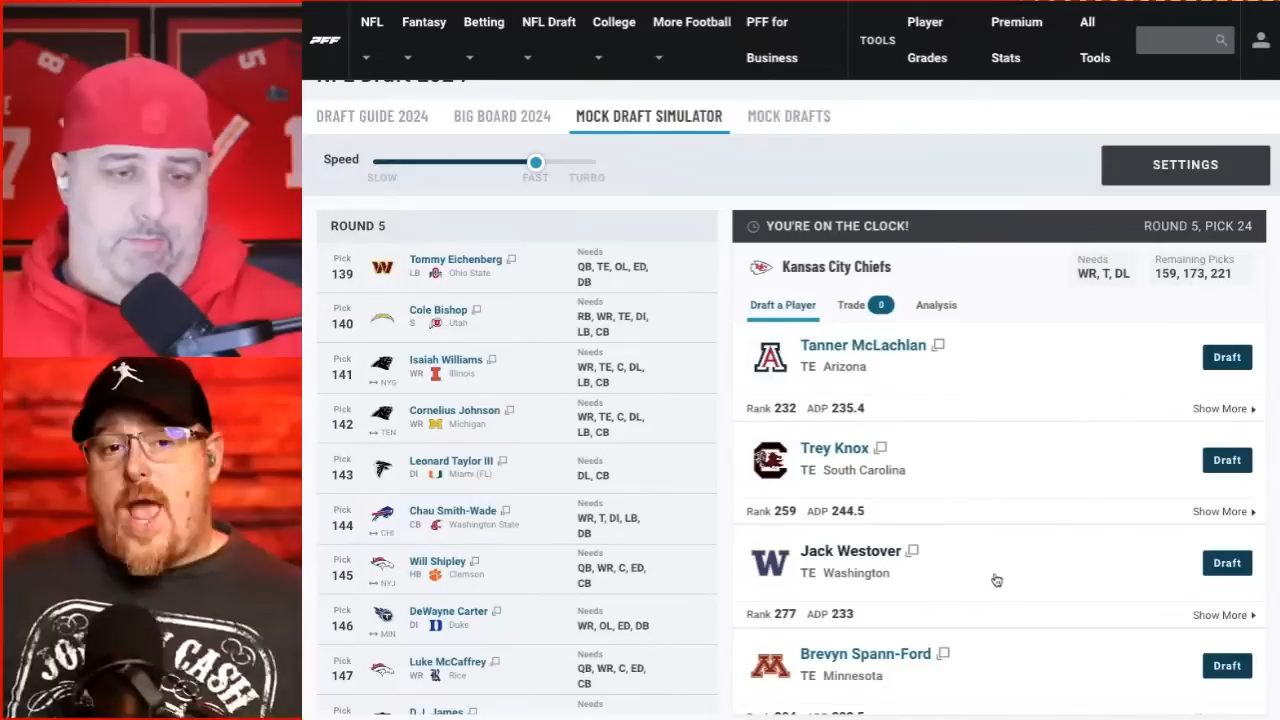 8
5
PFF
NFL
Fantasy
Betting
NFL Draft
College
More Football
PFF for
Business
TOOLS
Player
Grades
Premium
Stats
All
Tools
DRAFT GUIDE 2024
BIG BOARD 2024
MOCK DRAFT SIMULATOR
MOCK DRAFTS
Speed
SLOW
FAST
TURBO
SETTINGS
ROUND 5
Pick
139
Tommy Eichenberg
LB Ohio State
Needs
QB, TE, OL, ED,
DB
Pick
140
Cole Bishop
S Utah
Needs
RB, WR, TE, DI,
LB, CB
Pick
141
↔ NYG
Isaiah Williams
WR Illinois
Needs
WR, TE, C, DL,
LB, CB
Pick
142
↔ TEN
Cornelius Johnson
WR Michigan
Needs
WR, TE, C, DL,
LB, CB
Pick
143
Leonard Taylor III
DI Miami (FL)
Needs
DL, CB
Pick
144
↔ CHI
Chau Smith-Wade
CB Washington State
Needs
WR, T, DI, LB,
DB
Pick
145
↔ NYJ
Will Shipley
HB Clemson
Needs
QB, WR, C, ED,
CB
Pick
146
↔ MIN
DeWayne Carter
DI Duke
Needs
WR, OL, ED, DB
Pick
147
Luke McCaffrey
WR Rice
Needs
QB, WR, C, ED,
CB
Pick
D.J. James
Needs
YOU'RE ON THE CLOCK!
ROUND 5, PICK 24
Kansas City Chiefs
Needs
WR, T, DL
Remaining Picks
159, 173, 221
Draft a Player
Trade 0
Analysis
Tanner McLachlan
TE Arizona
Draft
Rank 232 ADP 235.4
Show More
Trey Knox
TE South Carolina
Draft
Rank 259 ADP 244.5
Show More
Jack Westover
TE Washington
Draft
Rank 277 ADP 233
Show More
Brevyn Spann-Ford
TE Minnesota
Draft
CASH